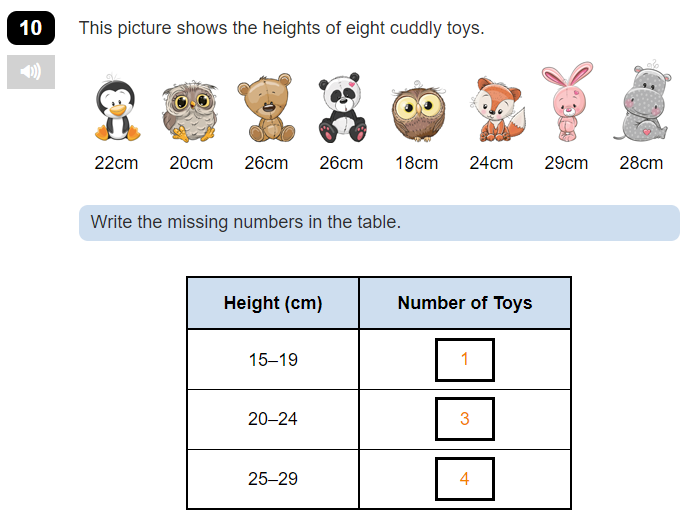 10 This picture shows the heights of eight cuddly toys.
22cm 20cm 26cm 26cm 18cm 24cm 29cm 28cm
Write the missing numbers in the table.
Height (cm) Number of Toys
15–19 1
20–24 3
25–29 4